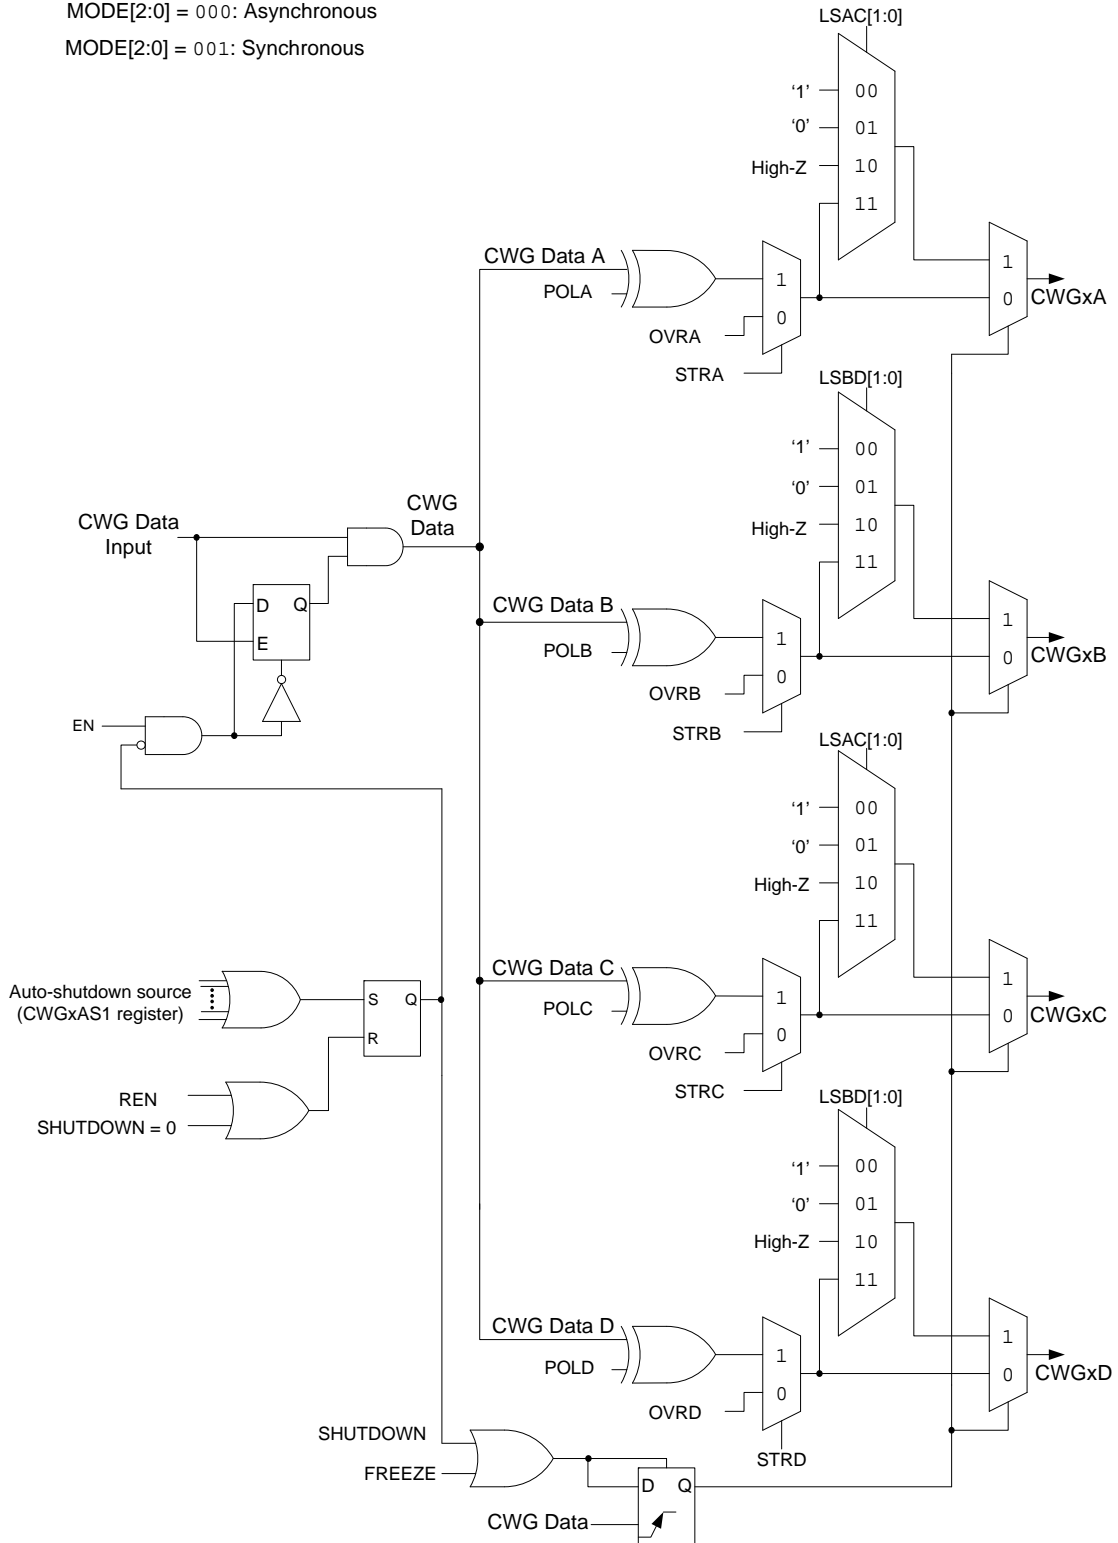 MODE[2:0] = 000: Asynchronous
MODE[2:0] = 001: Synchronous
LSAC[1:0]
‘1’ 00
‘0’ 01
High-Z 10
11
CWG Data A
POLA
OVRA
STRA
1
0
1
0
CWGxA
LSBD[1:0]
‘1’ 00
‘0’ 01
High-Z 10
11
CWG Data
Input
CWG
Data
D Q
E
EN
CWG Data B
POLB
OVRB
STRB
1
0
1
0
CWGxB
LSAC[1:0]
‘1’ 00
‘0’ 01
High-Z 10
11
CWG Data C
POLC
OVRC
STRC
1
0
1
0
CWGxC
Auto-shutdown source
(CWGxAS1 register)
S Q
R
REN
SHUTDOWN = 0
LSBD[1:0]
‘1’ 00
‘0’ 01
High-Z 10
11
CWG Data D
POLD
OVRD
STRD
1
0
1
0
CWGxD
SHUTDOWN
FREEZE
D Q
CWG Data